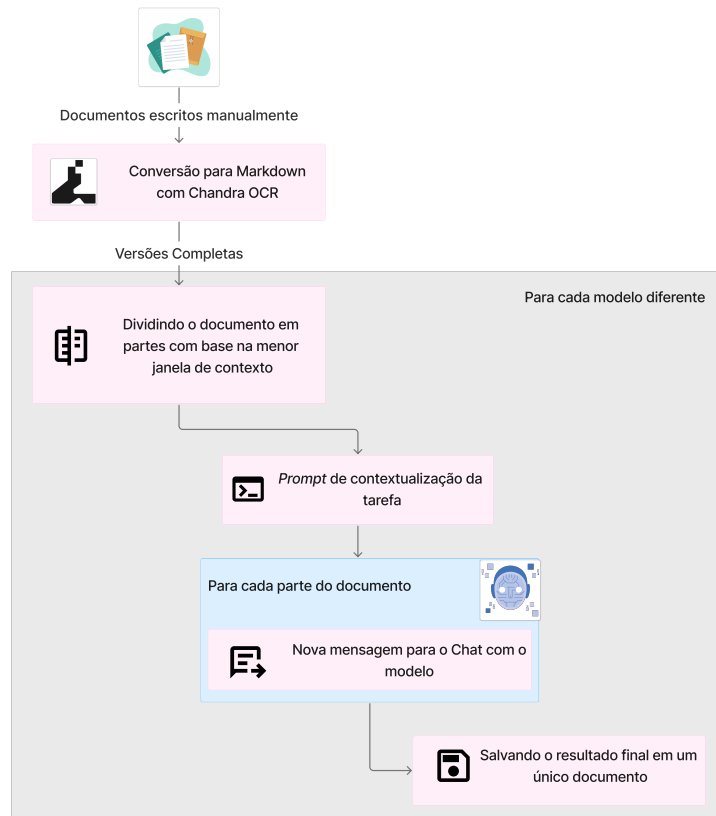 Documentos escritos manualmente
Conversão para Markdown
com Chandra OCR
Versões Completas
Para cada modelo diferente
Dividindo o documento em
partes com base na menor
janela de contexto
Prompt de contextualização da
tarefa
Para cada parte do documento
Nova mensagem para o Chat com o
modelo
Salvando o resultado final em um
único documento